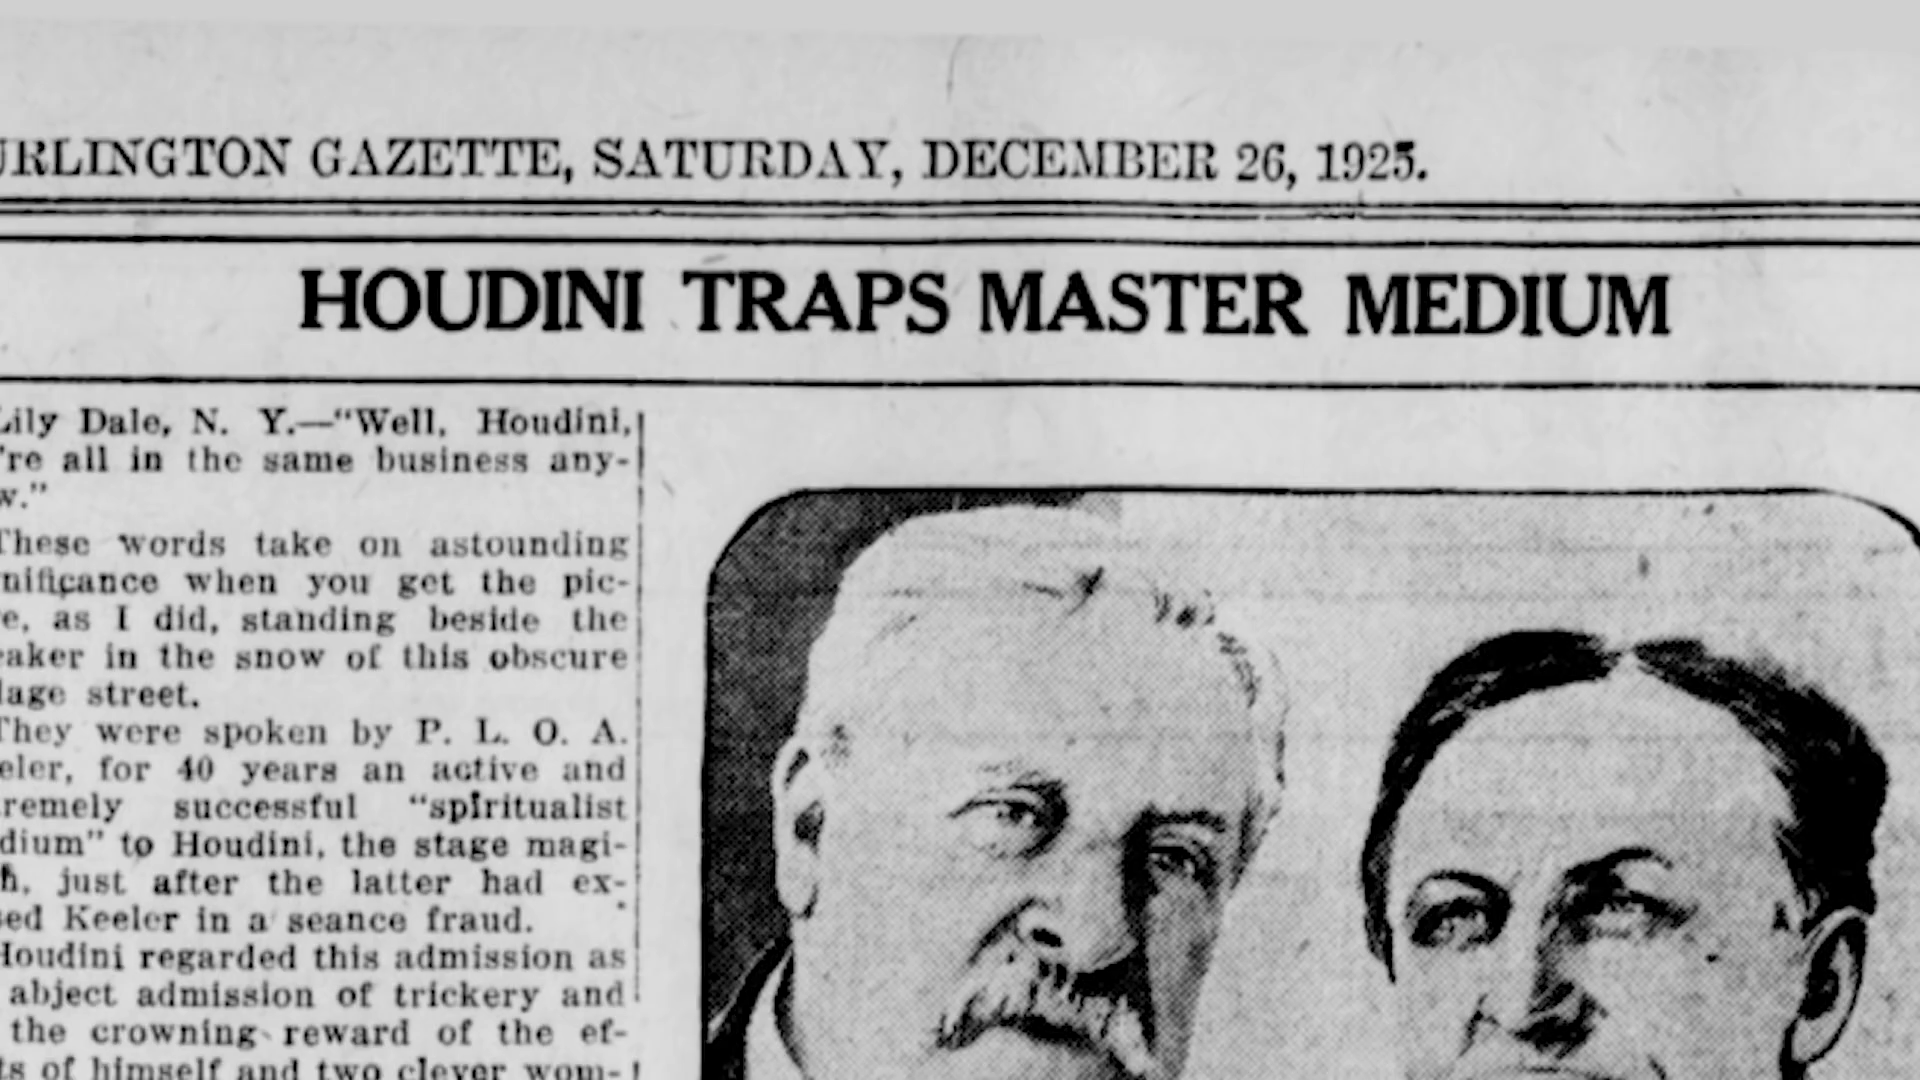 URLINGTON GAZETTE, SATURDAY, DECEMBER 26, 1925.
HOUDINI TRAPS MASTER MEDIUM
Lily Dale, N. Y.—“Well, Houdini,
're all in the same business any-
w.”
These words take on astounding
nificance when you get the pic-
e, as I did, standing beside the
eaker in the snow of this obscure
lage street.
They were spoken by P. L. O. A.
eler, for 40 years an active and
remely successful “spiritualist
dium” to Houdini, the stage magi-
n, just after the latter had ex-
sed Keeler in a seance fraud.
Houdini regarded this admission as
abject admission of trickery and
the crowning reward of the ef-
ts of himself and two clever wom-